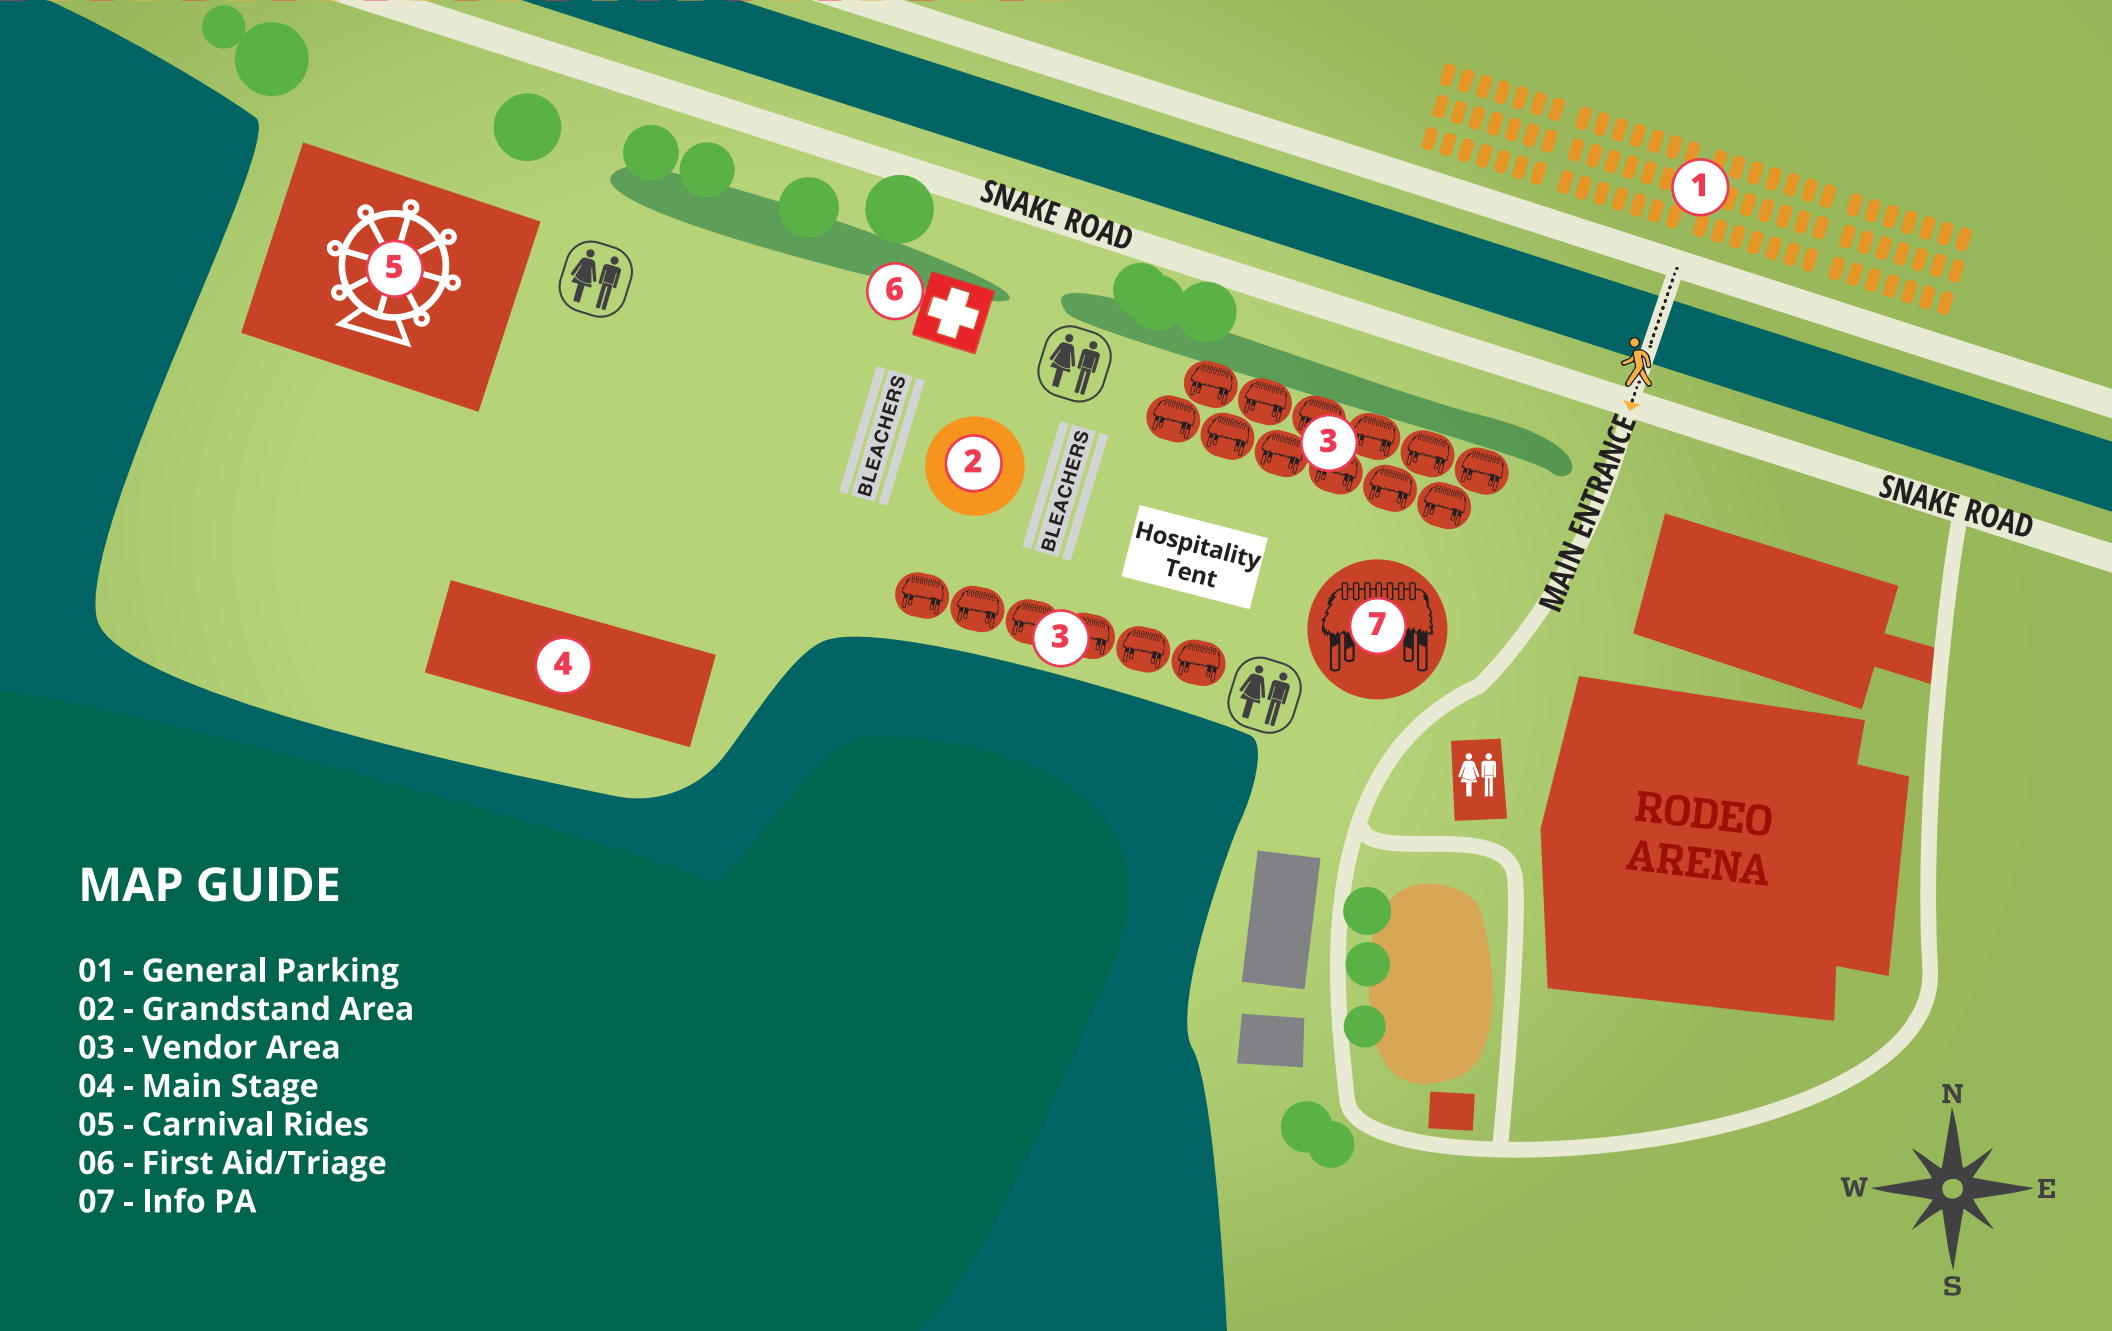 1
SNAKE ROAD
5
6
BLEACHERS
2
BLEACHERS
3
MAIN ENTRANCE
SNAKE ROAD
Hospitality
Tent
3
7
4
RODEO
ARENA
MAP GUIDE
01 - General Parking
02 - Grandstand Area
03 - Vendor Area
04 - Main Stage
05 - Carnival Rides
06 - First Aid/Triage
07 - Info PA
N
W
E
S